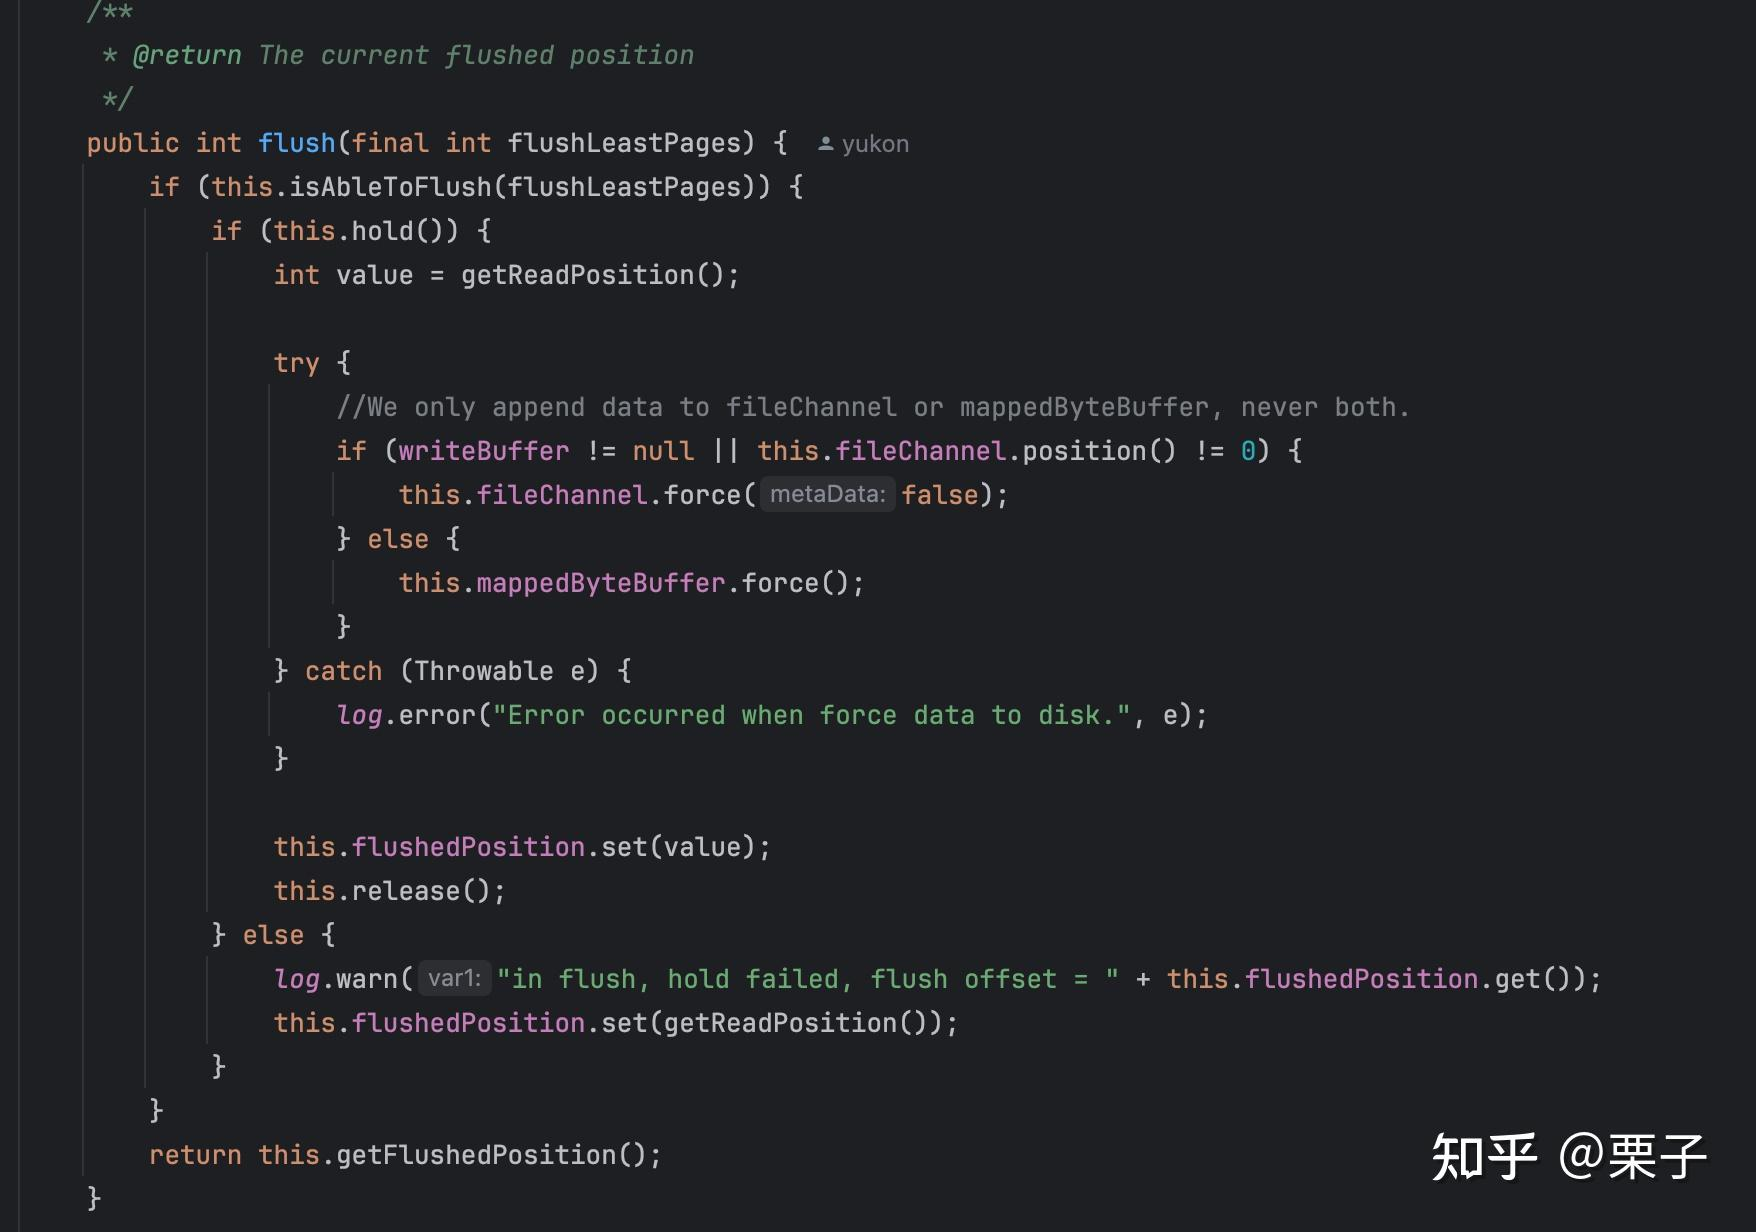 /**
 * @return The current flushed position
 */
public int flush(final int flushLeastPages) { yukon
    if (this.isAbleToFlush(flushLeastPages)) {
        if (this.hold()) {
            int value = getReadPosition();
            try {
                //We only append data to fileChannel or mappedByteBuffer, never both.
                if (writeBuffer != null || this.fileChannel.position() != 0) {
                    this.fileChannel.force( metaData: false);
                } else {
                    this.mappedByteBuffer.force();
                }
            } catch (Throwable e) {
                log.error("Error occurred when force data to disk.", e);
            }
            this.flushedPosition.set(value);
            this.release();
        } else {
            log.warn( var1: "in flush, hold failed, flush offset = " + this.flushedPosition.get());
            this.flushedPosition.set(getReadPosition());
        }
    }
    return this.getFlushedPosition();
}
知乎 @栗子